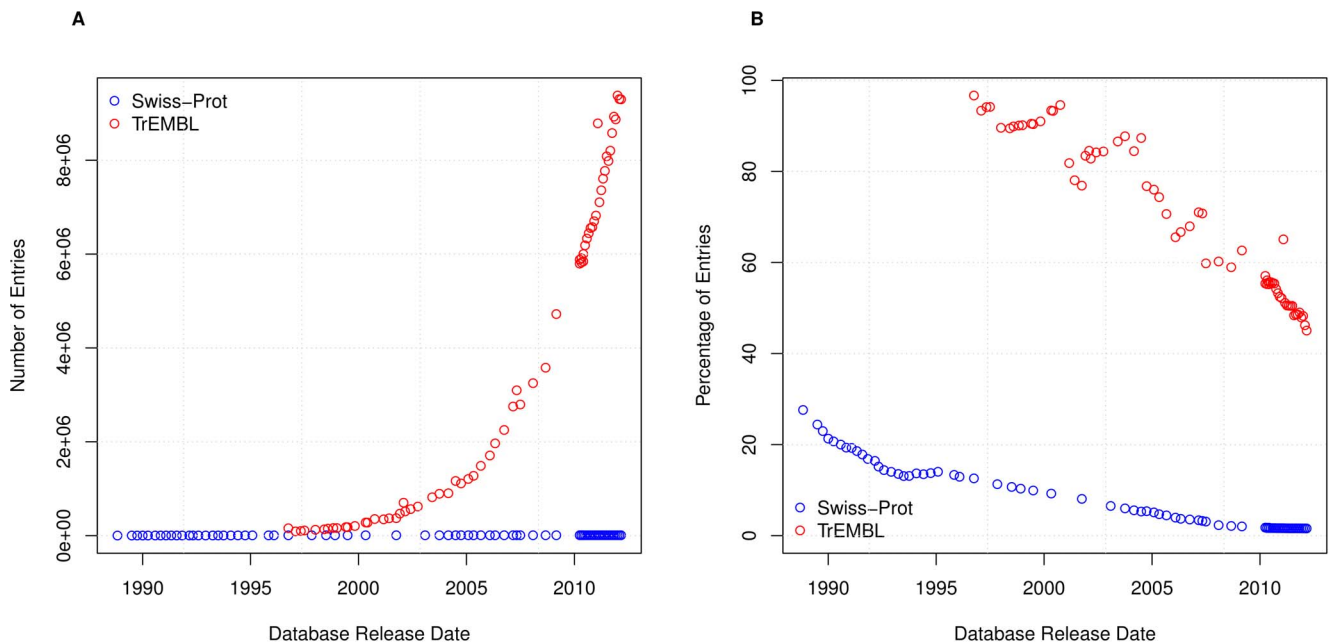 A
Swiss−Prot
TrEMBL
Number of Entries
0e+00
2e+06
4e+06
6e+06
8e+06
1990
1995
2000
2005
2010
Database Release Date
B
Percentage of Entries
0
20
40
60
80
100
Swiss−Prot
TrEMBL
1990
1995
2000
2005
2010
Database Release Date